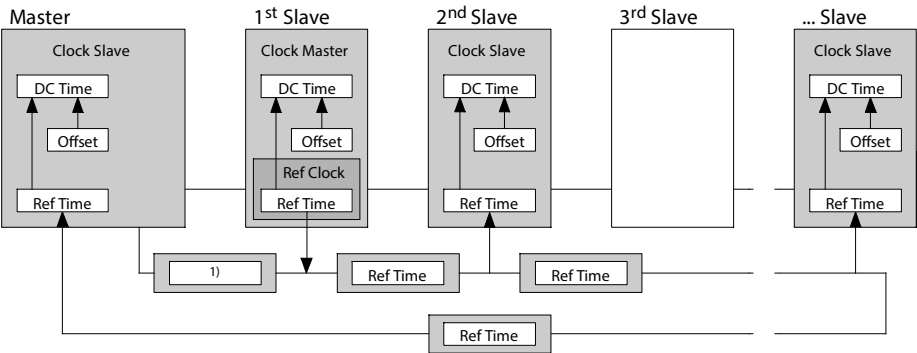 Master
1st Slave
2nd Slave
3rd Slave
... Slave
Clock Slave
Clock Master
Clock Slave
Clock Slave
DC Time
DC Time
DC Time
DC Time
Offset
Offset
Offset
Offset
Ref Clock
Ref Time
Ref Time
Ref Time
Ref Time
1)
Ref Time
Ref Time
Ref Time